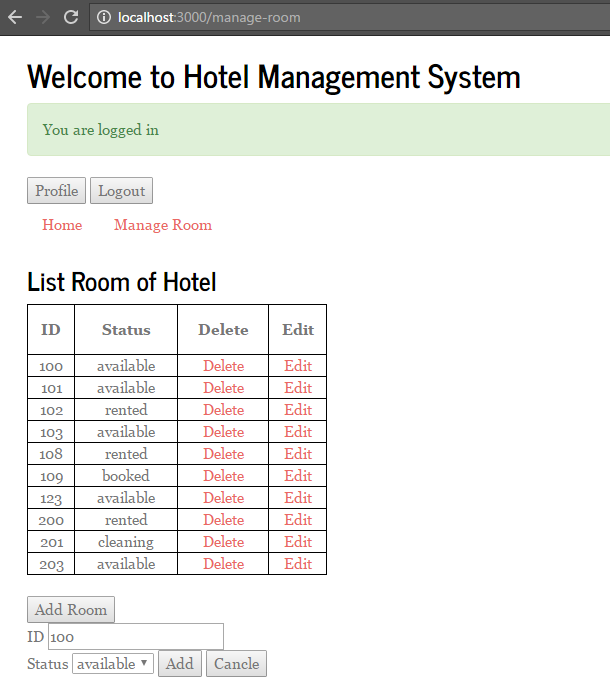 localhost:3000/manage-room
Welcome to Hotel Management System
You are logged in
Profile Logout
Home Manage Room
List Room of Hotel
ID Status Delete Edit
100 available Delete Edit
101 available Delete Edit
102 rented Delete Edit
103 available Delete Edit
108 rented Delete Edit
109 booked Delete Edit
123 available Delete Edit
200 rented Delete Edit
201 cleaning Delete Edit
203 available Delete Edit
Add Room
ID 100
Status available Add Cancle